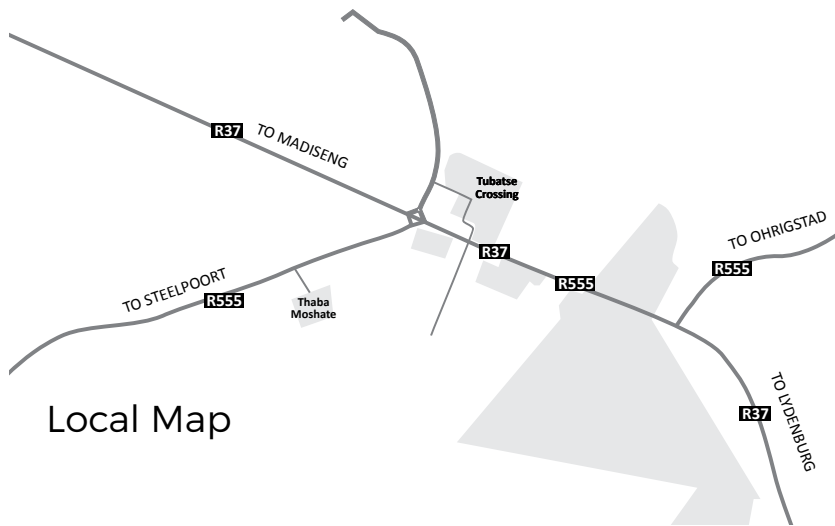 R37
TO MADISENG
Tubatse
Crossing
R37
R555
TO OHRIGSTAD
R555
TO STEELPOORT
R555
Thaba
Moshate
R37
TO LYDENBURG
Local Map